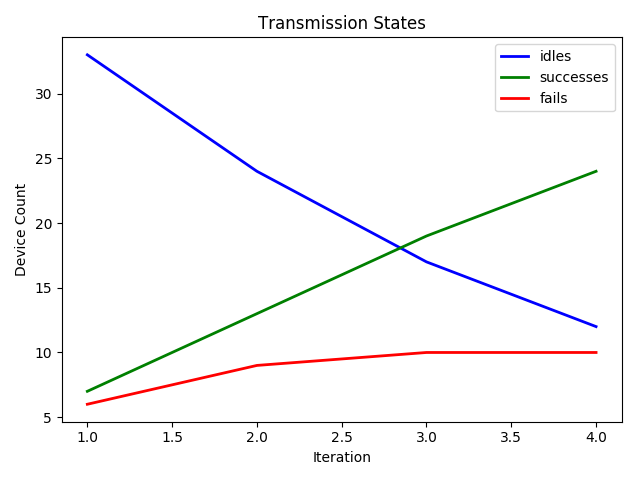 Transmission States
idles
successes
fails
Device Count
30
25
20
15
10
5
1.0 1.5 2.0 2.5 3.0 3.5 4.0
Iteration